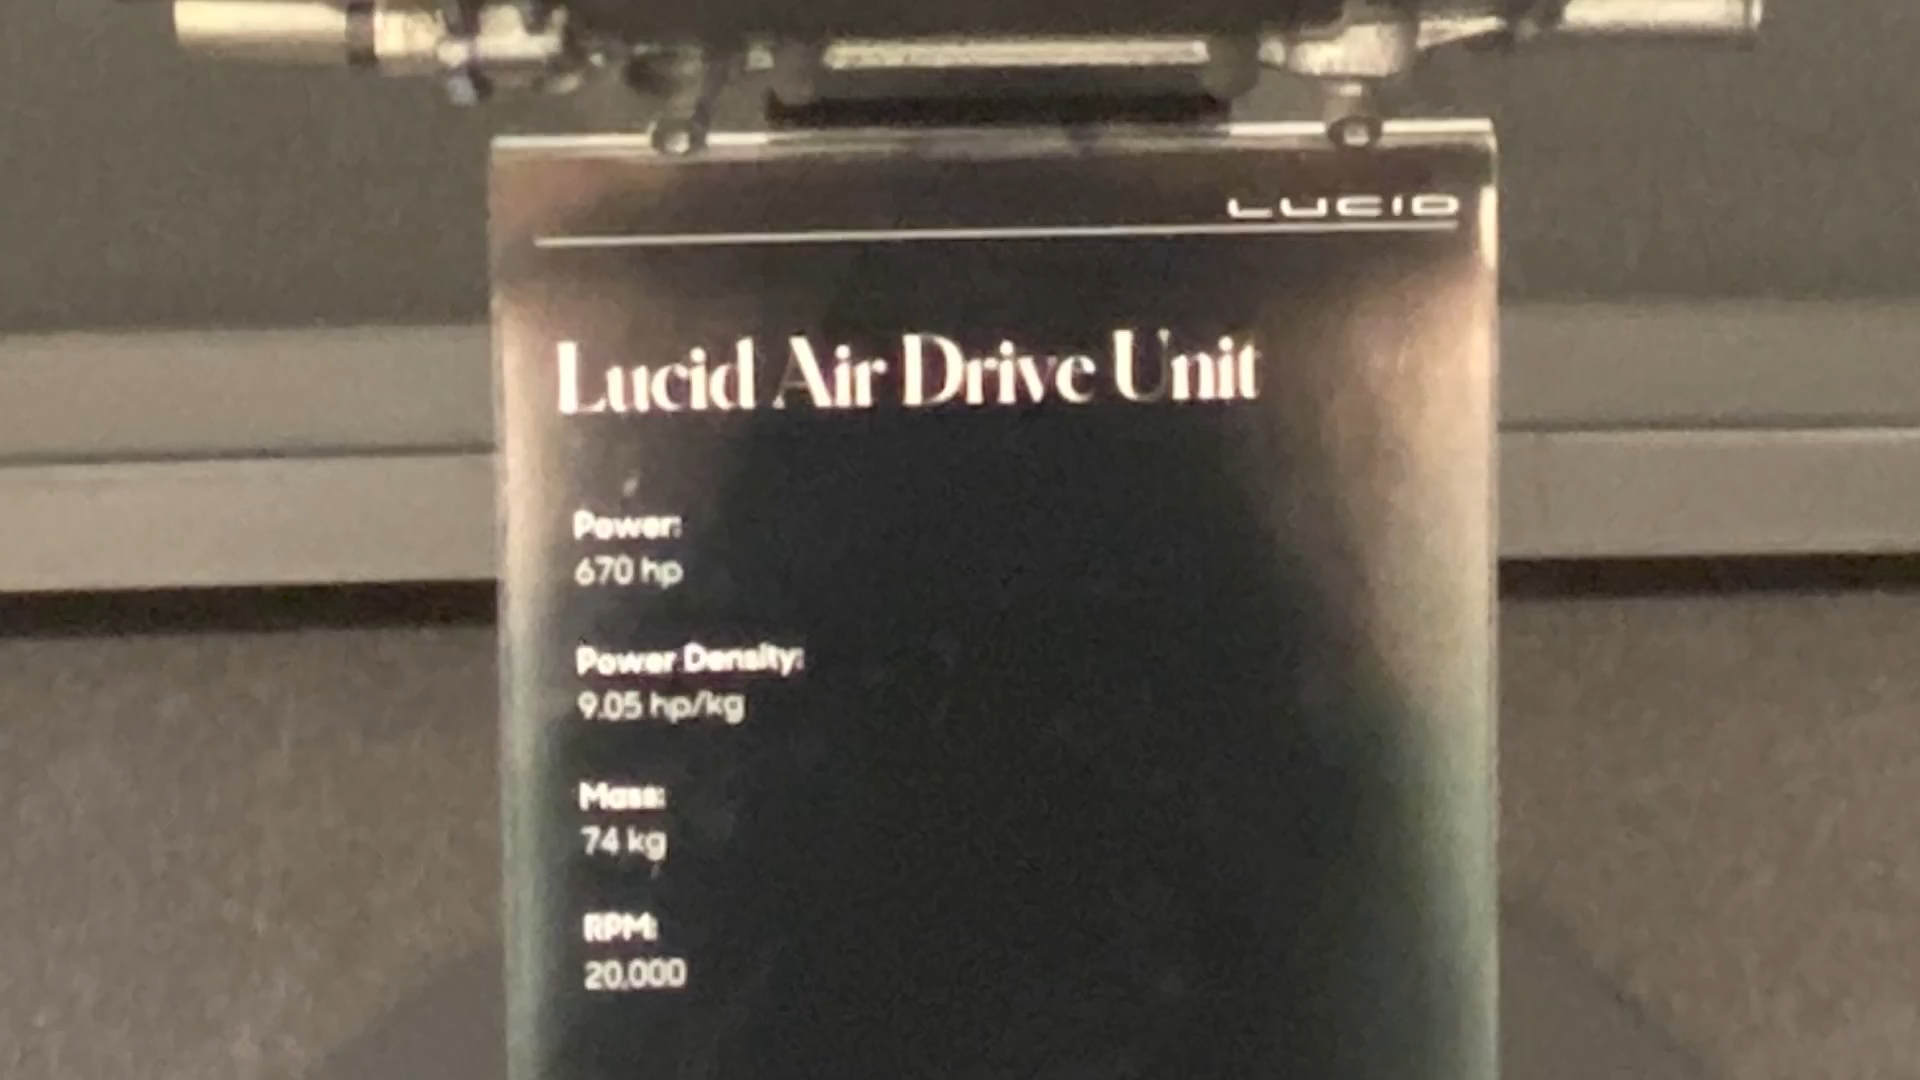 LUCID
Lucid Air Drive Unit
Power:
670 hp
Power Density:
9.05 hp/kg
Mass:
74 kg
RPM:
20,000